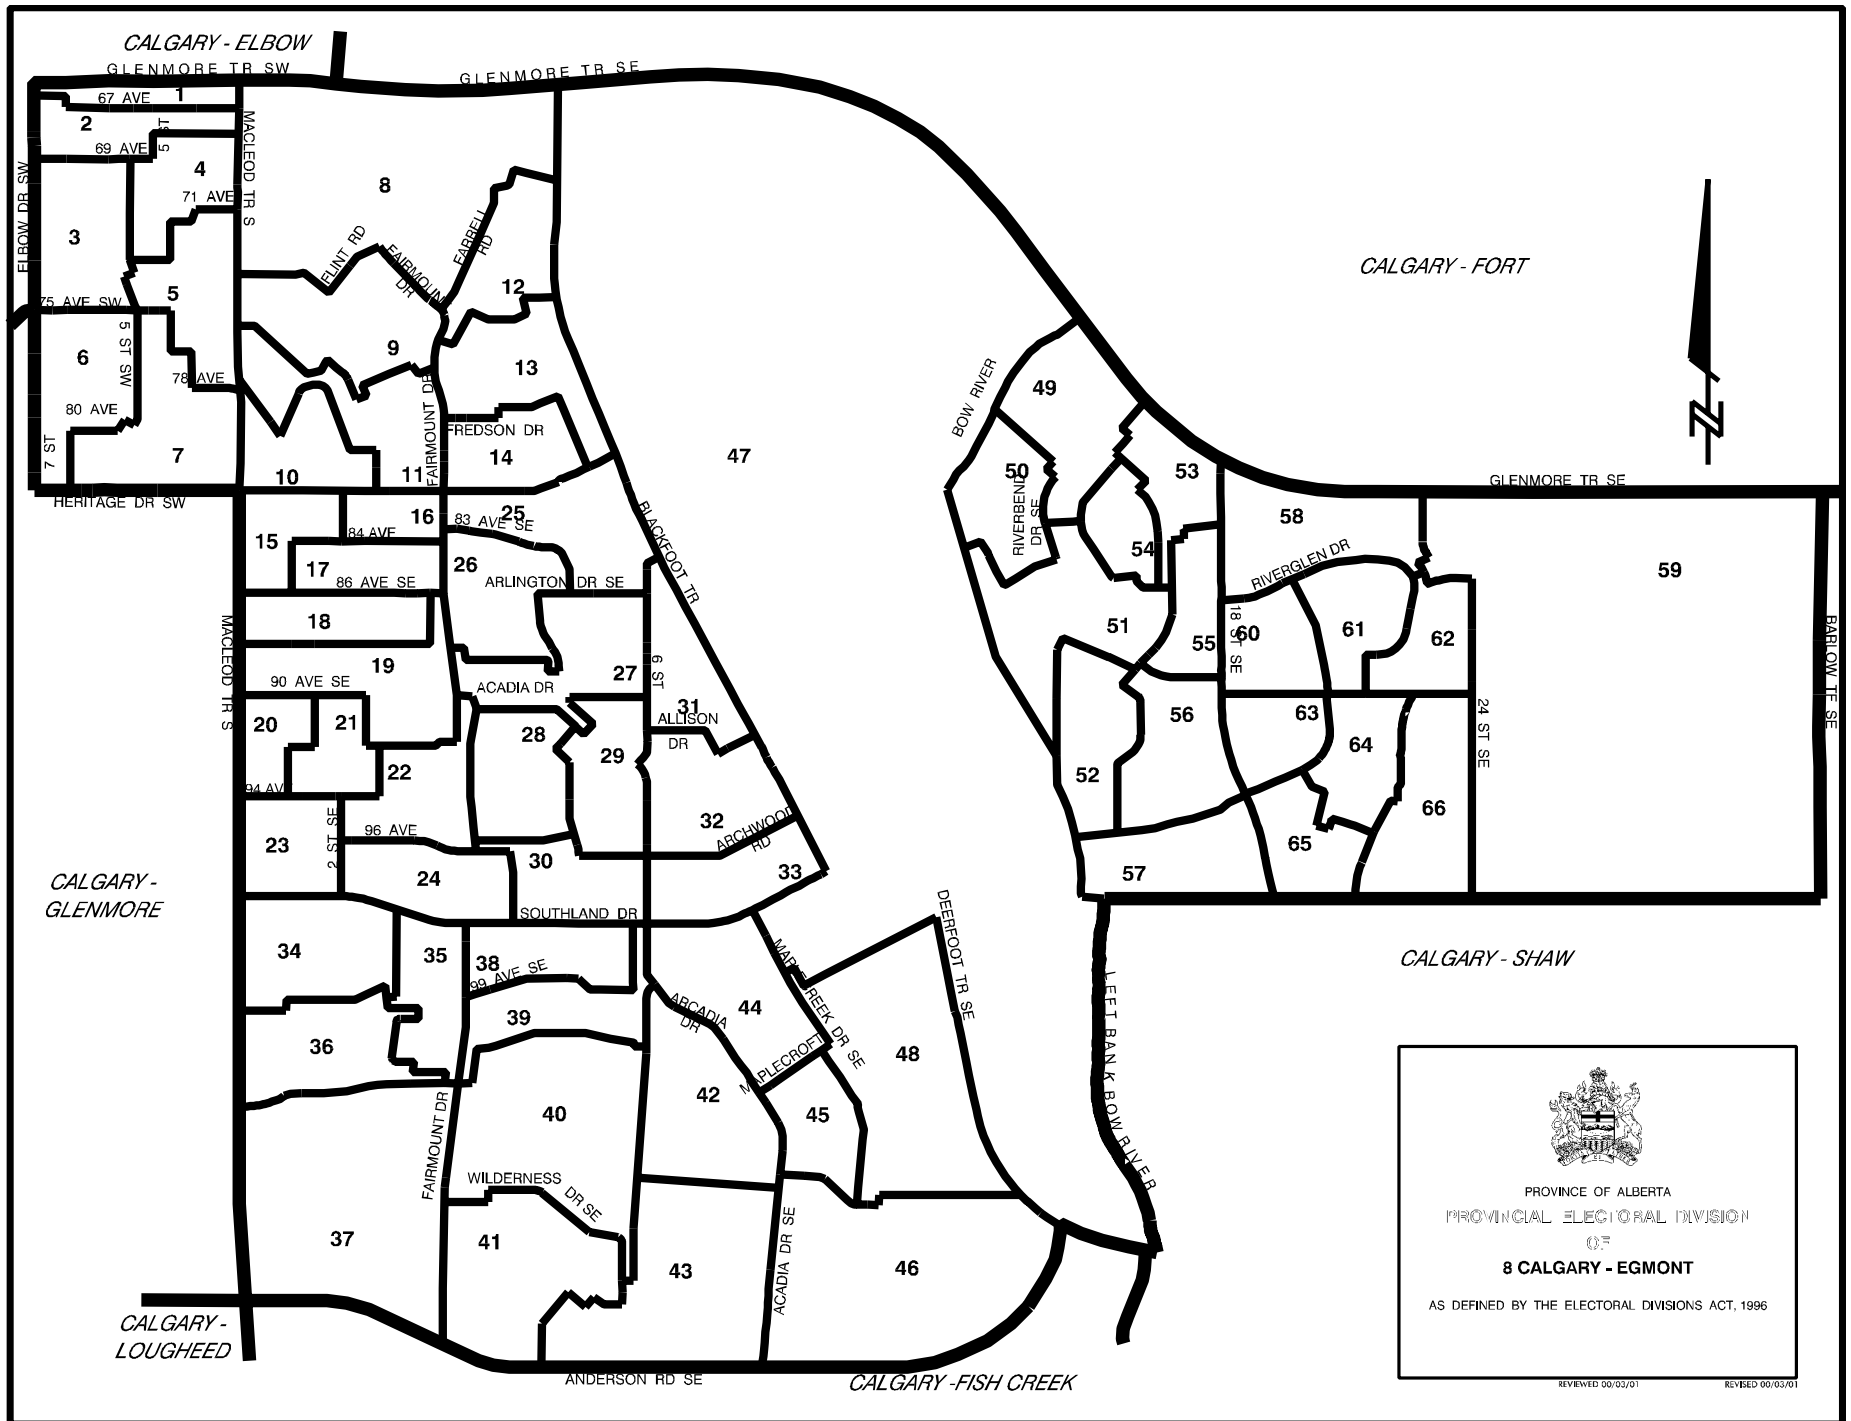 CALGARY - ELBOW
GLENMORE TR SW
GLENMORE TR SE
67 AVE
1
2
5 ST
69 AVE
4
MACLEOD TR S
71 AVE
ELBOW DR SW
3
8
FARRELL
RD
FLINT RD
FAIRMOUNT
DR
12
CALGARY - FORT
5
75 AVE SW
5 ST SW
6
9
13
78 AVE
FAIRMOUNT DR
80 AVE
7 ST
7
10
11
FREDSON DR
14
47
BOW RIVER
49
50
53
HERITAGE DR SW
GLENMORE TR SE
15
16
84 AVE
83 AVE SE
25
BLACKFOOT TR
RIVERBEND
DR SE
54
58
17
26
86 AVE SE
ARLINGTON DR SE
RIVERGLEN DR
59
18
MACLEOD TR S
19
27
6 ST
51
55
18 ST SE
60
61
62
BARLOW TR SE
90 AVE SE
ACADIA DR
20
21
28
31
ALLISON
DR
29
56
63
64
24 ST SE
22
94 AV
52
23
2 ST SE
96 AVE
24
30
32
ARCHWOOD
RD
33
65
66
57
CALGARY -
GLENMORE
SOUTHLAND DR
DEERFOOT TR SE
34
35
38
99 AVE SE
MAPLECREEK DR SE
CALGARY - SHAW
36
39
ARCADIA
DR
44
MAPLECROFT
48
LEFT BANK BOW RIVER
40
42
45
FAIRMOUNT DR
WILDERNESS
DR SE
37
41
43
ACADIA DR SE
46
CALGARY -
LOUGHEED
ANDERSON RD SE
CALGARY -FISH CREEK
PROVINCE OF ALBERTA
PROVINCIAL ELECTORAL DIVISION
OF
8 CALGARY - EGMONT
AS DEFINED BY THE ELECTORAL DIVISIONS ACT, 1996
REVIEWED 00/03/01
REVISED 00/03/01